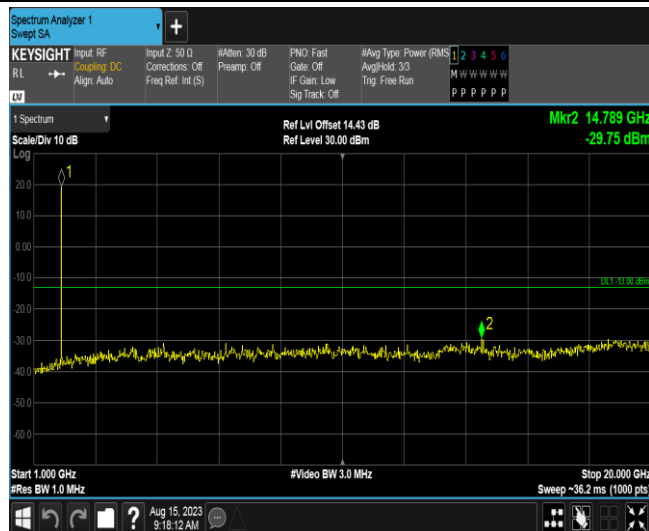 Spectrum Analyzer 1
Swept SA
+
KEYSIGHT
RL
Input: RF
Coupling: DC
Align: Auto
Input Z: 50 Ω
Corrections: Off
Freq Ref: Int (S)
#Atten: 30 dB
Preamp: Off
PNO: Fast
Gate: Off
IF Gain: Low
Sig Track: Off
#Avg Type: Power (RMS
Avg|Hold: 3/3
Trig: Free Run
1 2 3 4 5 6
M W W W W W
P P P P P P
1 Spectrum
Scale/Div 10 dB
Ref Lvl Offset 14.43 dB
Ref Level 30.00 dBm
Mkr2 14.789 GHz
-29.75 dBm
Log
1
20.0
10.0
0.00
-10.0
DL1 -13.00 dBm
-20.0
2
-30.0
-40.0
-50.0
-60.0
Start 1.000 GHz
#Res BW 1.0 MHz
#Video BW 3.0 MHz
Stop 20.000 GHz
Sweep ~36.2 ms (1000 pts)
?
Aug 15, 2023
9:18:12 AM